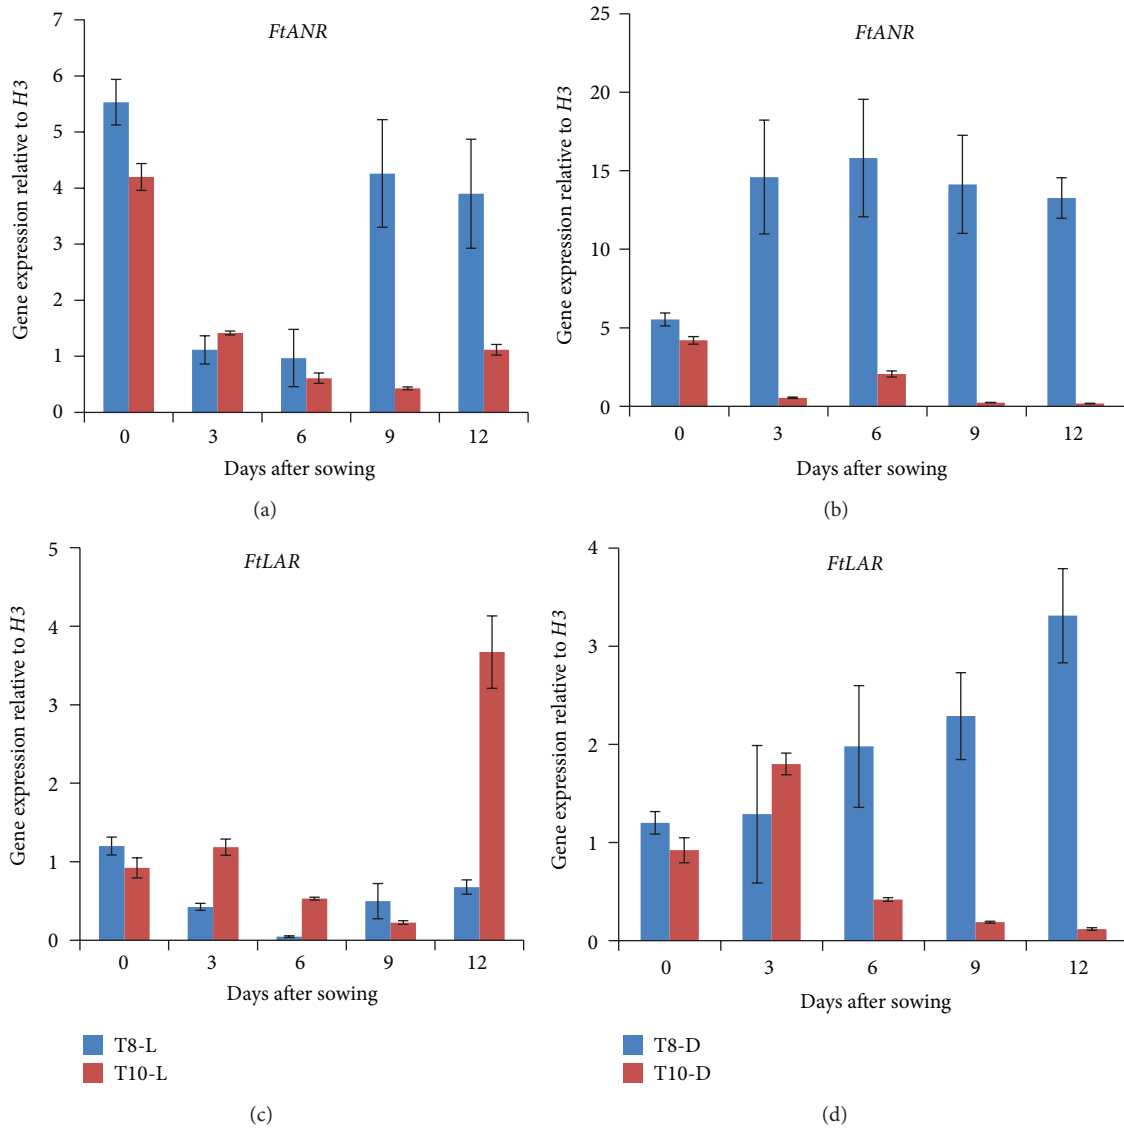 FtANR
Gene expression relative to H3
7
6
5
4
3
2
1
0
0 3 6 9 12
Days after sowing
(a)
FtANR
Gene expression relative to H3
25
20
15
10
5
0
0 3 6 9 12
Days after sowing
(b)
FtLAR
Gene expression relative to H3
5
4
3
2
1
0
0 3 6 9 12
Days after sowing
T8-L
T10-L
(c)
FtLAR
Gene expression relative to H3
4
3
2
1
0
0 3 6 9 12
Days after sowing
T8-D
T10-D
(d)